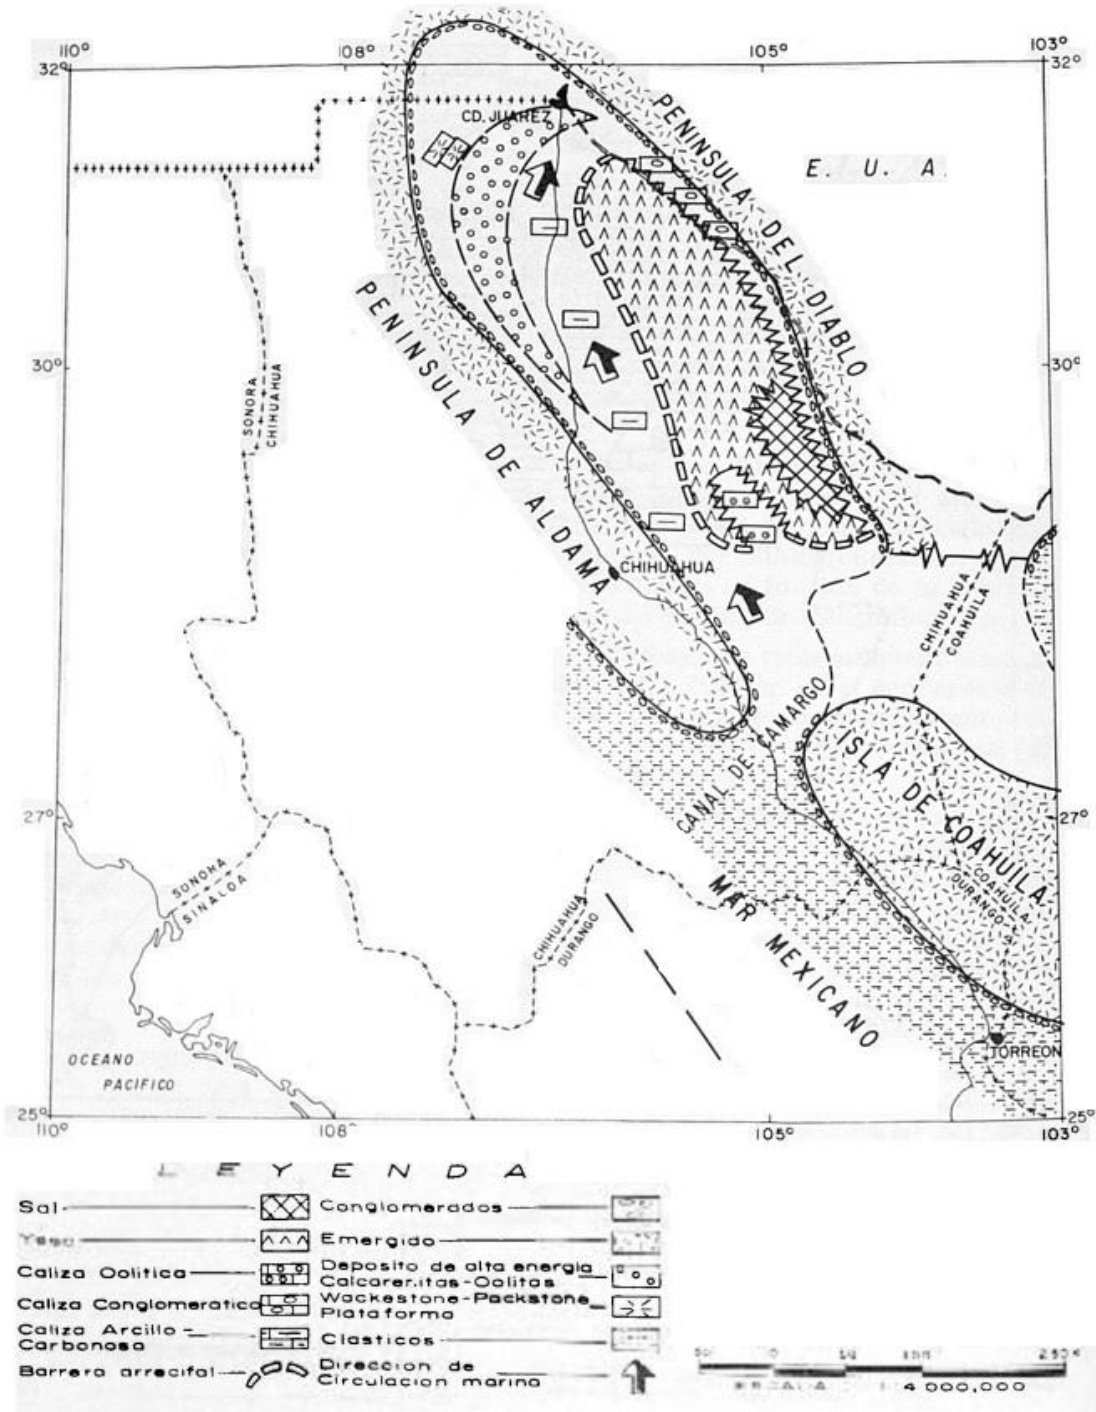 110° 108° 105° 103°
32° 32°
CD. JUAREZ
PENINSULA DEL DIABLO
E. U. A.
PENINSULA DE ALDAMA
30° 30°
SONORA
CHIHUAHUA
CHIHUAHUA
CHIHUAHUA
COAHUILA
CANAL DE CAMARGO
ISLA DE COAHUILA
27° 27°
SONORA
SINALOA
COAHUILA
DURANGO
MAR MEXICANO
CHIHUAHUA
DURANGO
TORREON
OCEANO
PACÍFICO
25° 25°
110° 108° 105° 103°
LEYENDA
Sal
Conglomerados
Yeso
Emergido
Caliza Oolitica
Deposito de alta energia
Calcarenitas-Oolitas
Caliza Conglomeratica
Wackestone-Packstone
Plataforma
Caliza Arcillo-
Carbonosa
Clasticos
Barrera arrecifal
Direccion de
Circulacion marina
ESCALA 4 000,000